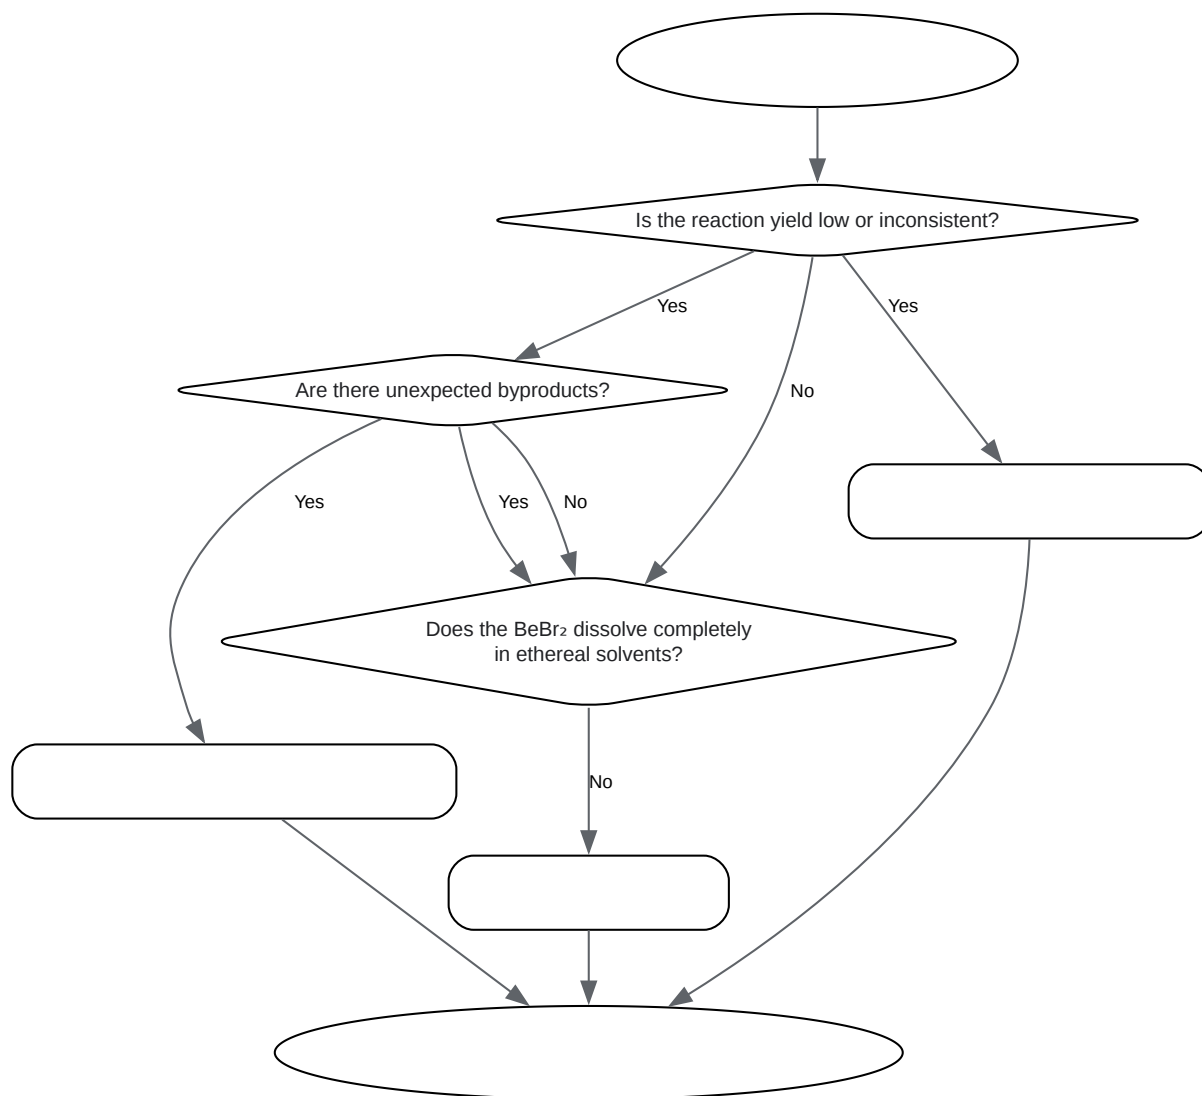 Is the reaction yield low or inconsistent?
Yes
Yes
Are there unexpected byproducts?
No
Yes
Yes
No
Does the BeBr₂ dissolve completely
in ethereal solvents?
No